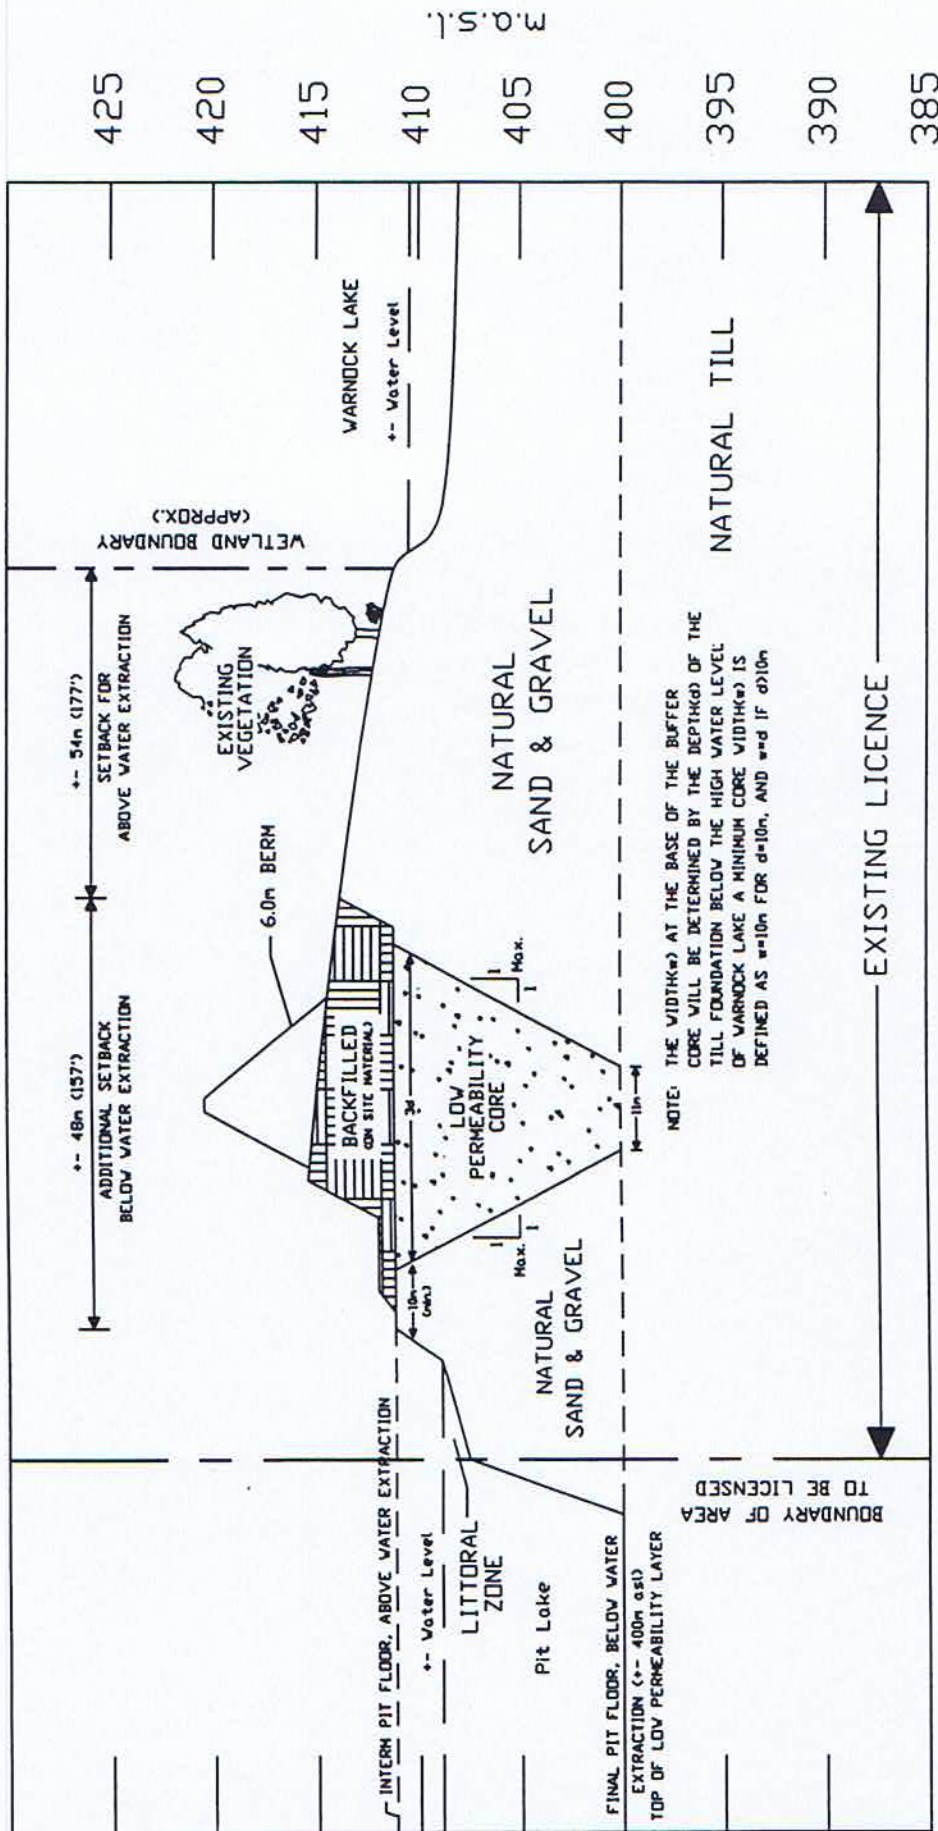 m.a.s.l.
425
420
415
410
405
400
395
390
385
+- 48m (157')
ADDITIONAL SETBACK
BELOW WATER EXTRACTION
+- 54m (177')
SETBACK FOR
ABOVE WATER EXTRACTION
WETLAND BOUNDARY
(APPROX.)
6.0m BERM
EXISTING
VEGETATION
WARNOCK LAKE
+- Water Level
BACKFILLED
(ON SITE MATERIAL)
INTERM PIT FLOOR, ABOVE WATER EXTRACTION
+- Water Level
LITTORAL
ZONE
Pit Lake
10m
(min.)
3d
LOW
PERMEABILITY
CORE
1
1
Max.
1
1
Max.
NATURAL
SAND & GRAVEL
NATURAL
SAND & GRAVEL
11m
FINAL PIT FLOOR, BELOW WATER
EXTRACTION (+- 400m asl)
TOP OF LOW PERMEABILITY LAYER
NOTE: THE WIDTH(w) AT THE BASE OF THE BUFFER
CORE WILL BE DETERMINED BY THE DEPTH(d) OF THE
TILL FOUNDATION BELOW THE HIGH WATER LEVEL
OF WARNOCK LAKE A MINIMUM CORE WIDTH(w) IS
DEFINED AS w=10m FOR d=10m, AND w=d IF d>10m
NATURAL TILL
BOUNDARY OF AREA
TO BE LICENSED
EXISTING LICENCE